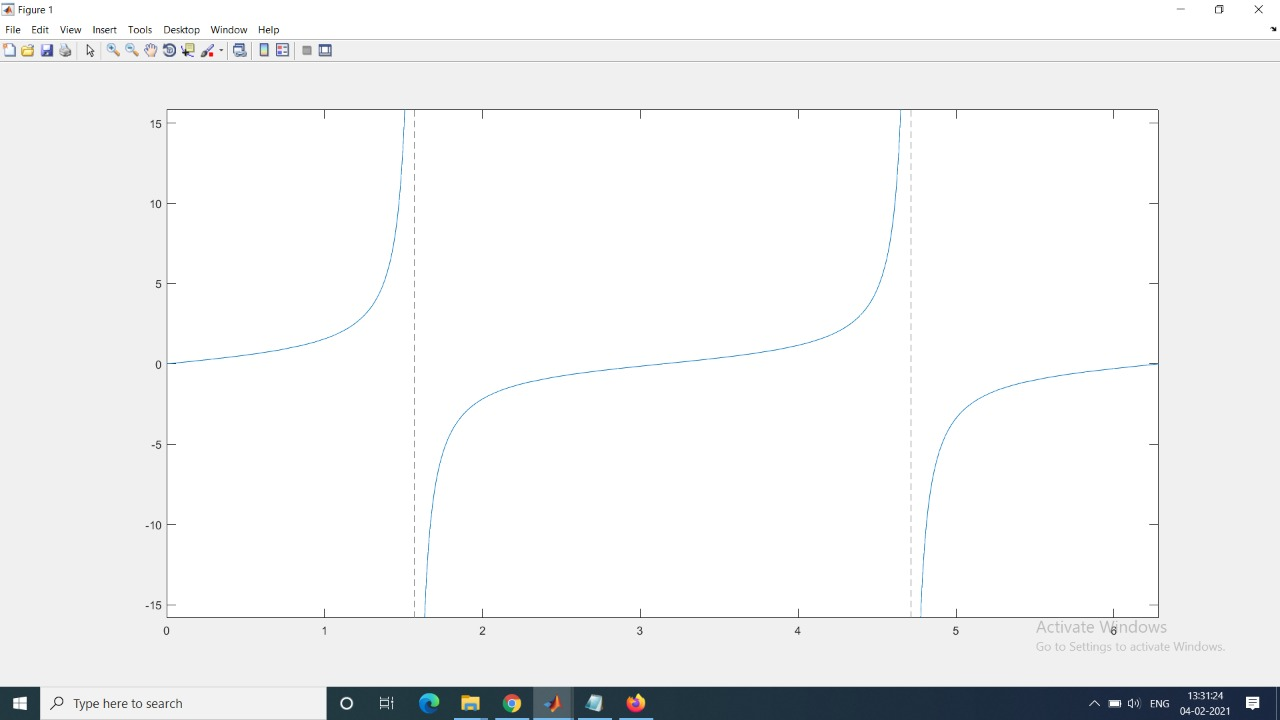 Figure 1
File Edit View Insert Tools Desktop Window Help
15
10
5
0
-5
-10
-15
0 1 2 3 4 5 6
Activate Windows
Go to Settings to activate Windows.
Type here to search
ENG
13:31:24
04-02-2021